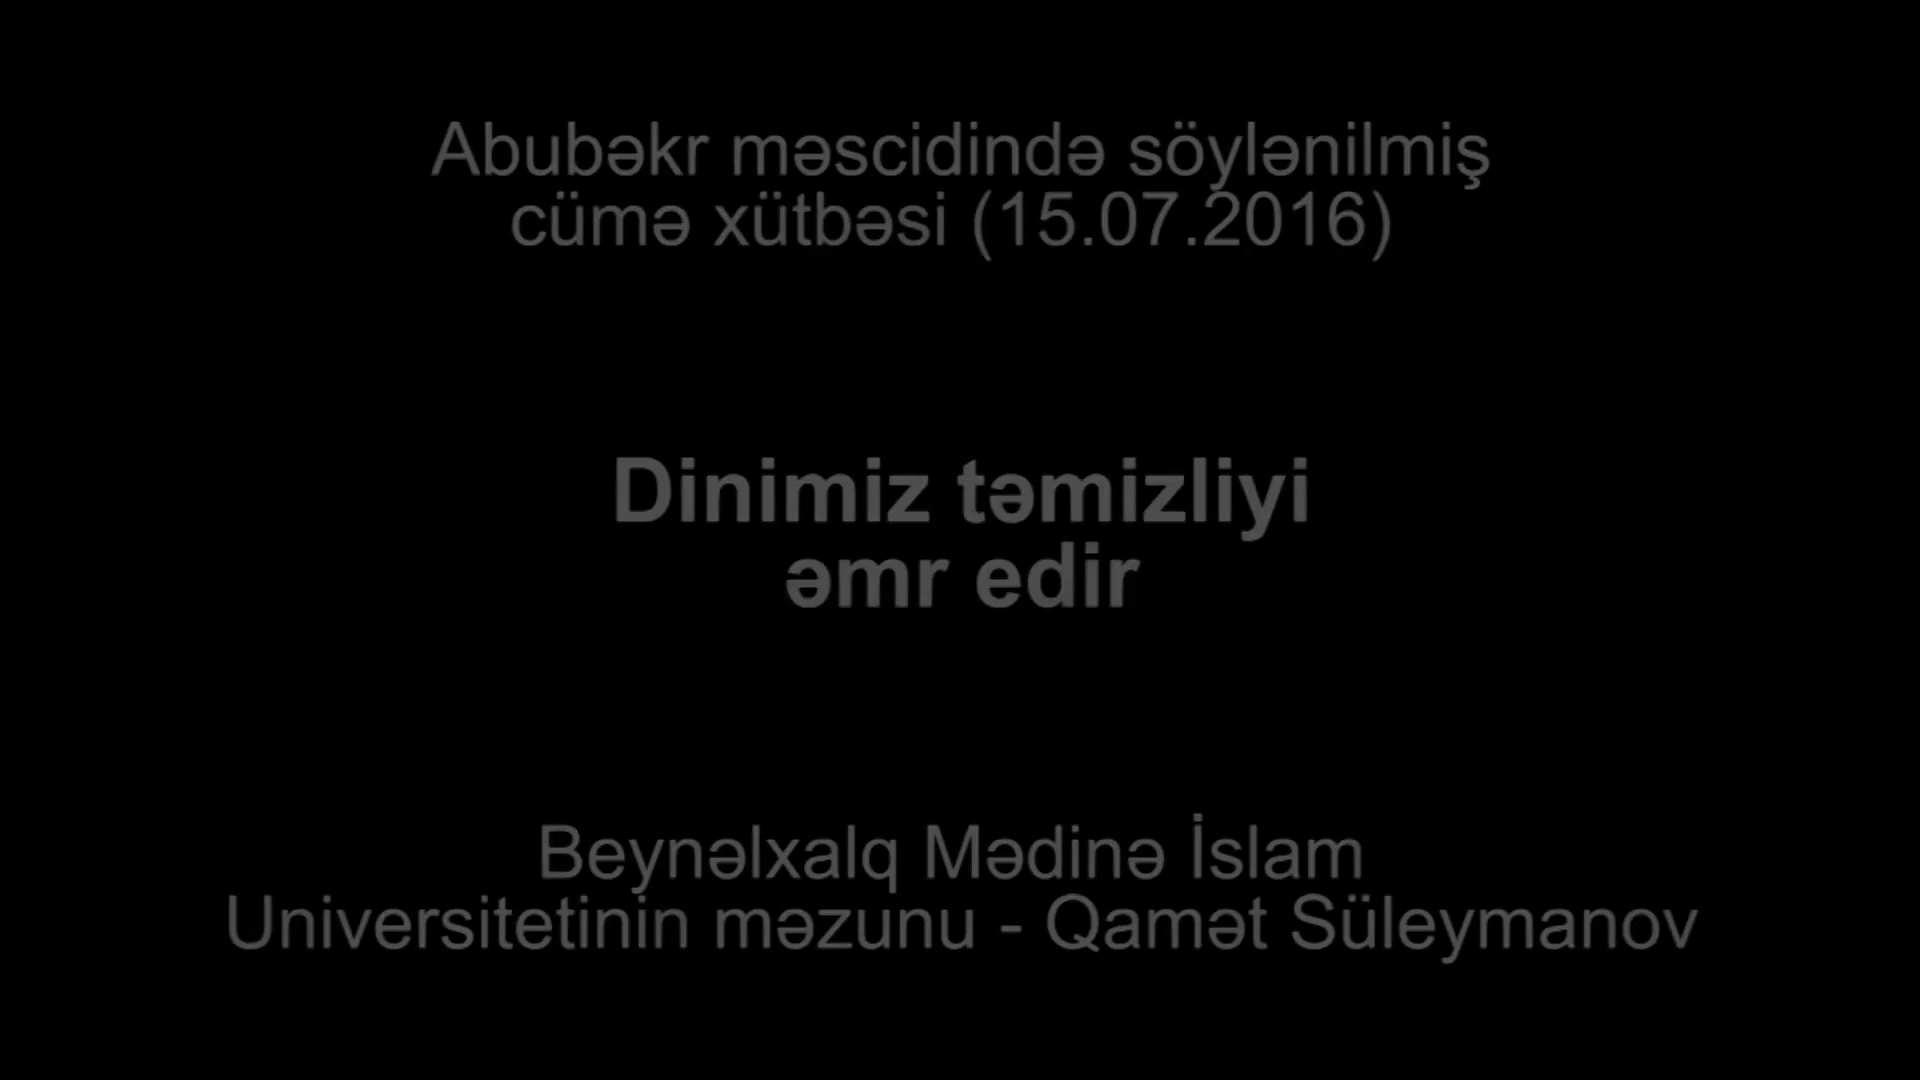 Abubəkr məscidində söylənilmiş
cümə xütbəsi (15.07.2016)
Dinimiz təmizliyi
əmr edir
Beynəlxalq Mədinə İslam
Universitetinin məzunu - Qamət Süleymanov